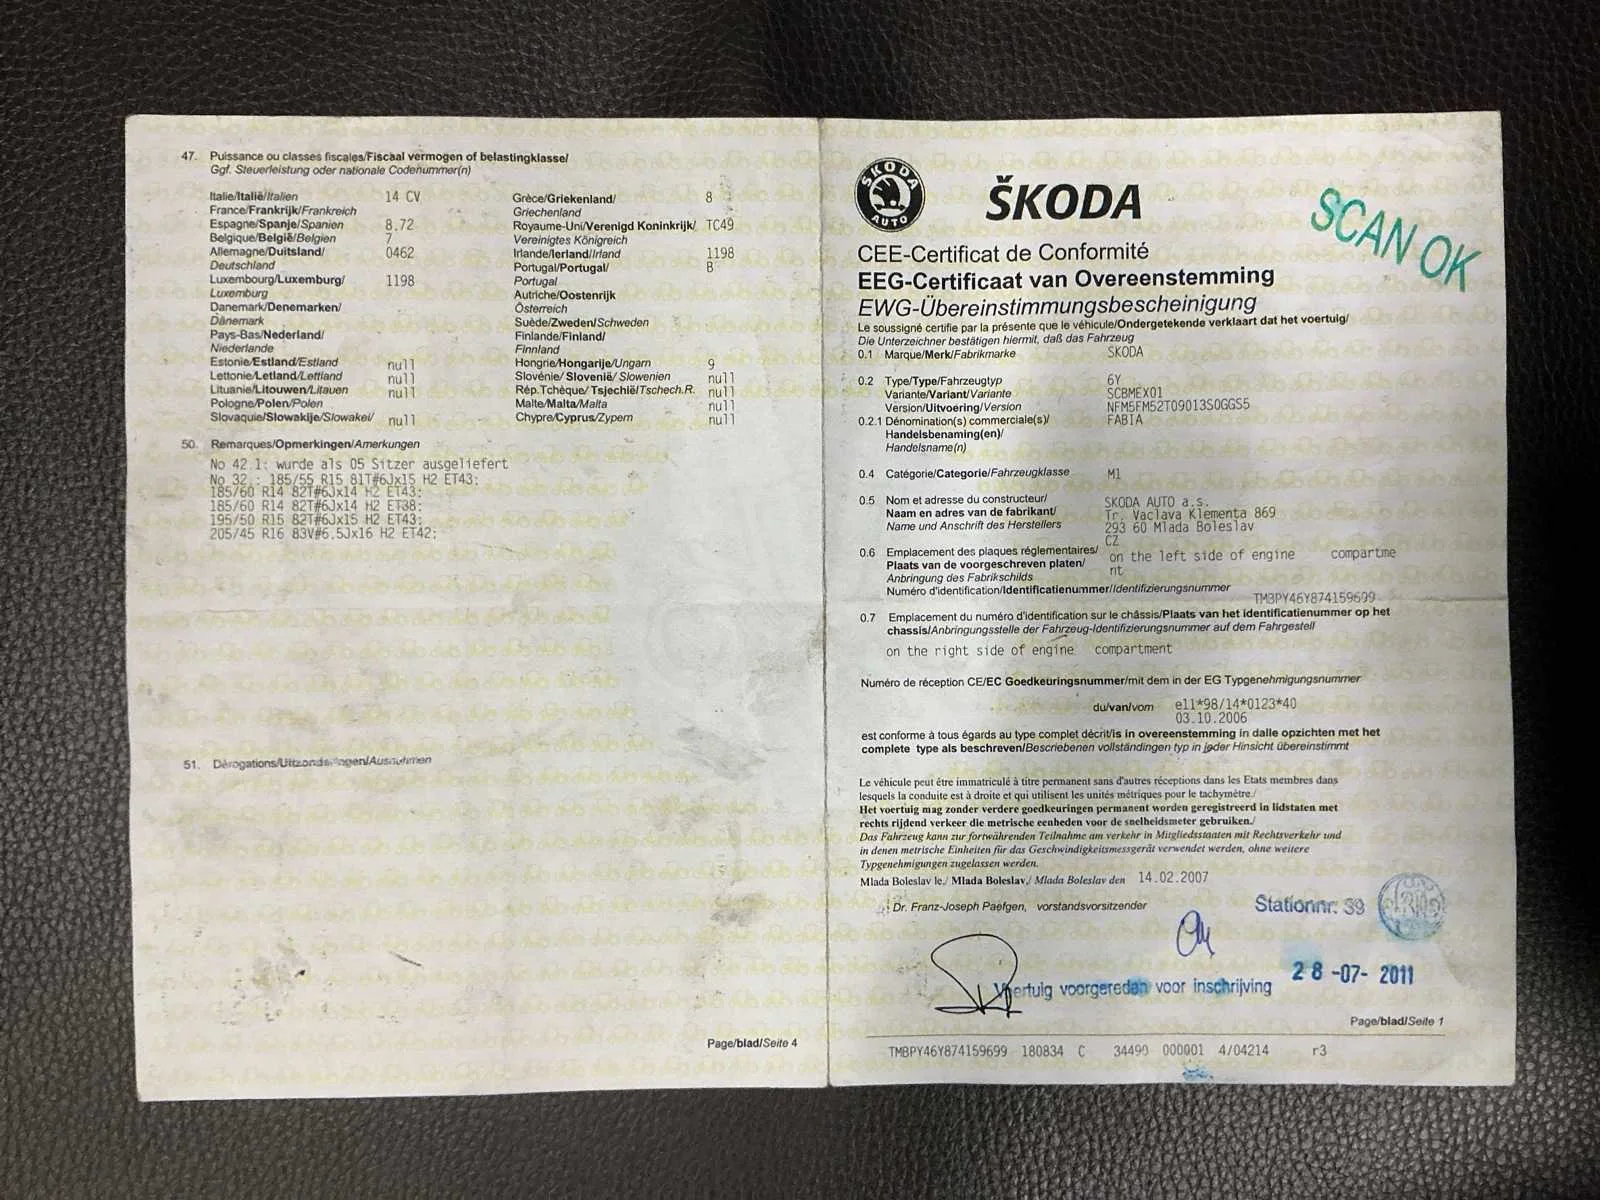 47. Puissance ou classes fiscales/Fiscaal vermogen of belastingklasse/
Ggf. Steuerleistung oder nationale Codenummer(n)
Italie/Italië/Italien 14 CV
France/Frankrijk/Frankreich
Espagne/Spanje/Spanien 8.72
Belgique/België/Belgien 7
Allemagne/Duitsland/ 0462
Deutschland
Luxembourg/Luxemburg/ 1198
Luxemburg
Danemark/Denemarken/
Dänemark
Pays-Bas/Nederland/
Niederlande
Estonie/Estland/Estland null
Lettonie/Letland/Lettland null
Lituanie/Litouwen/Litauen null
Pologne/Polen/Polen
Slovaquie/Slowakije/Slowakei null
Grèce/Griekenland/ 8
Griechenland
Royaume-Uni/Verenigd Koninkrijk/ TC49
Vereinigtes Königreich
Irlande/Ierland/Irland 1198
Portugal/Portugal/ B
Portugal
Autriche/Oostenrijk
Österreich
Suède/Zweden/Schweden
Finlande/Finland/
Finnland
Hongrie/Hongarije/Ungarn 9
Slovénie/Slovenië/Slowenien null
Rép.Tchèque/Tsjechië/Tschech.R. null
Malte/Malta/Malta null
Chypre/Cyprus/Zypern null
50. Remarques/Opmerkingen/Amerkungen
No 42.1: wurde als 05 Sitzer ausgeliefert
No 32.: 185/55 R15 81T#6Jx15 H2 ET43;
185/60 R14 82T#6Jx14 H2 ET43;
185/60 R14 82T#6Jx14 H2 ET38;
195/50 R15 82T#6Jx15 H2 ET43;
205/45 R16 83V#6.5Jx16 H2 ET42;
51. Dérogations/Uitzonderingen/Ausnahmen
Page/blad/Seite 4
ŠKODA
AUTO
ŠKODA
SCAN OK
CEE-Certificat de Conformité
EEG-Certificaat van Overeenstemming
EWG-Übereinstimmungsbescheinigung
Le soussigné certifie par la présente que le véhicule/Ondergetekende verklaart dat het voertuig/
Die Unterzeichner bestätigen hiermit, daß das Fahrzeug
0.1 Marque/Merk/Fabrikmarke SKODA
0.2 Type/Type/Fahrzeugtyp 6Y
Variante/Variant/Variante SCBMEX01
Version/Uitvoering/Version NFM5FM52T09013S0GGS5
0.2.1 Dénomination(s) commerciale(s)/ FABIA
Handelsbenaming(en)/
Handelsname(n)
0.4 Catégorie/Categorie/Fahrzeugklasse M1
0.5 Nom et adresse du constructeur/ SKODA AUTO a.s.
Naam en adres van de fabrikant/ Tr. Vaclava Klementa 869
Name und Anschrift des Herstellers 293 60 Mlada Boleslav
CZ
0.6 Emplacement des plaques réglementaires/ on the left side of engine compartme
Plaats van de voorgeschreven platen/ nt
Anbringung des Fabrikschilds
Numéro d'identification/Identificatienummer/Identifizierungsnummer TMBPY46Y874159699
0.7 Emplacement du numéro d'identification sur le châssis/Plaats van het identificatienummer op het
chassis/Anbringungsstelle der Fahrzeug-Identifizierungsnummer auf dem Fahrgestell
on the right side of engine compartment
Numéro de réception CE/EC Goedkeuringsnummer/mit dem in der EG Typgenehmigungsnummer
du/van/vom e11*98/14*0123*40
03.10.2006
est conforme à tous égards au type complet décrit/is in overeenstemming in dalle opzichten met het
complete type als beschreven/Bescriebenen vollständingen typ in jeder Hinsicht übereinstimmt
Le véhicule peut être immatriculé à titre permanent sans d'autres réceptions dans les Etats membres dans
lesquels la conduite est à droite et qui utilisent les unités métriques pour le tachymètre./
Het voertuig mag zonder verdere goedkeuringen permanent worden geregistreerd in lidstaten met
rechts rijdend verkeer die metrische eenheden voor de snelheidsmeter gebruiken./
Das Fahrzeug kann zur fortwährenden Teilnahme am verkehr in Mitgliedsstaaten mit Rechtsverkehr und
in denen metrische Einheiten für das Geschwindigkeitsmessgerät verwendet werden, ohne weitere
Typgenehmigungen zugelassen werden.
Mlada Boleslav le,/ Mlada Boleslav,/ Mlada Boleslav den 14.02.2007
Dr. Franz-Joseph Paefgen, vorstandsvorsitzender
Stationnr. 39
Voertuig voorgereden voor inschrijving 28-07-2011
Page/blad/Seite 1
TMBPY46Y874159699 180834 C 34490 000001 4/04214 r3